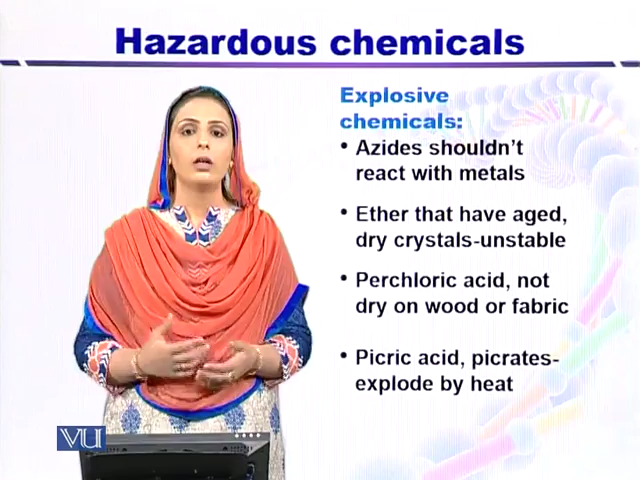 Hazardous chemicals
Explosive
chemicals:
• Azides shouldn't
react with metals
• Ether that have aged,
dry crystals-unstable
• Perchloric acid, not
dry on wood or fabric
• Picric acid, picrates-
explode by heat
VU